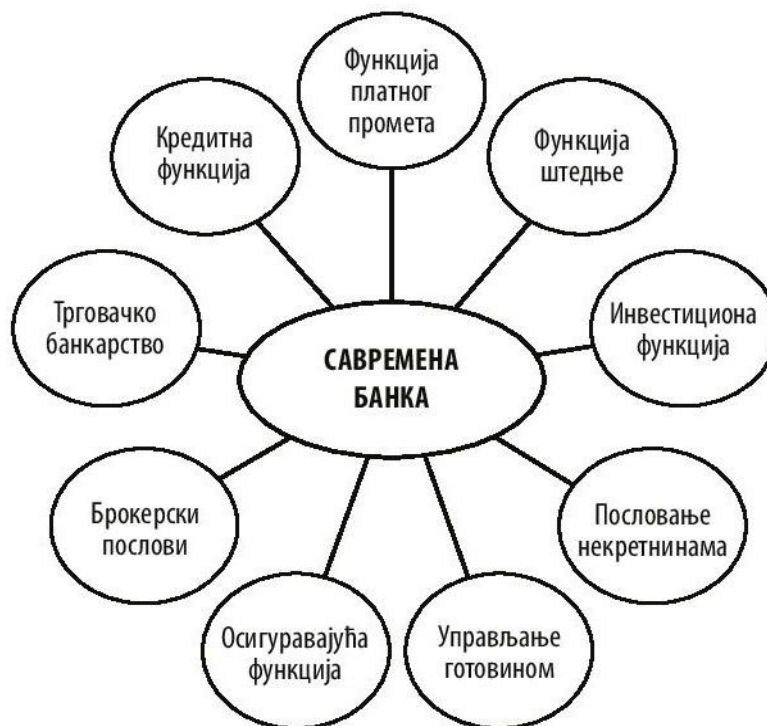 Функција
платног
промета
Кредитна
функција
Функција
штедње
Трговачко
банкарство
САВРЕМЕНА
БАНКА
Инвестициона
функција
Брокерски
послови
Пословање
некретнинама
Осигуравајућа
функција
Управљање
готовином